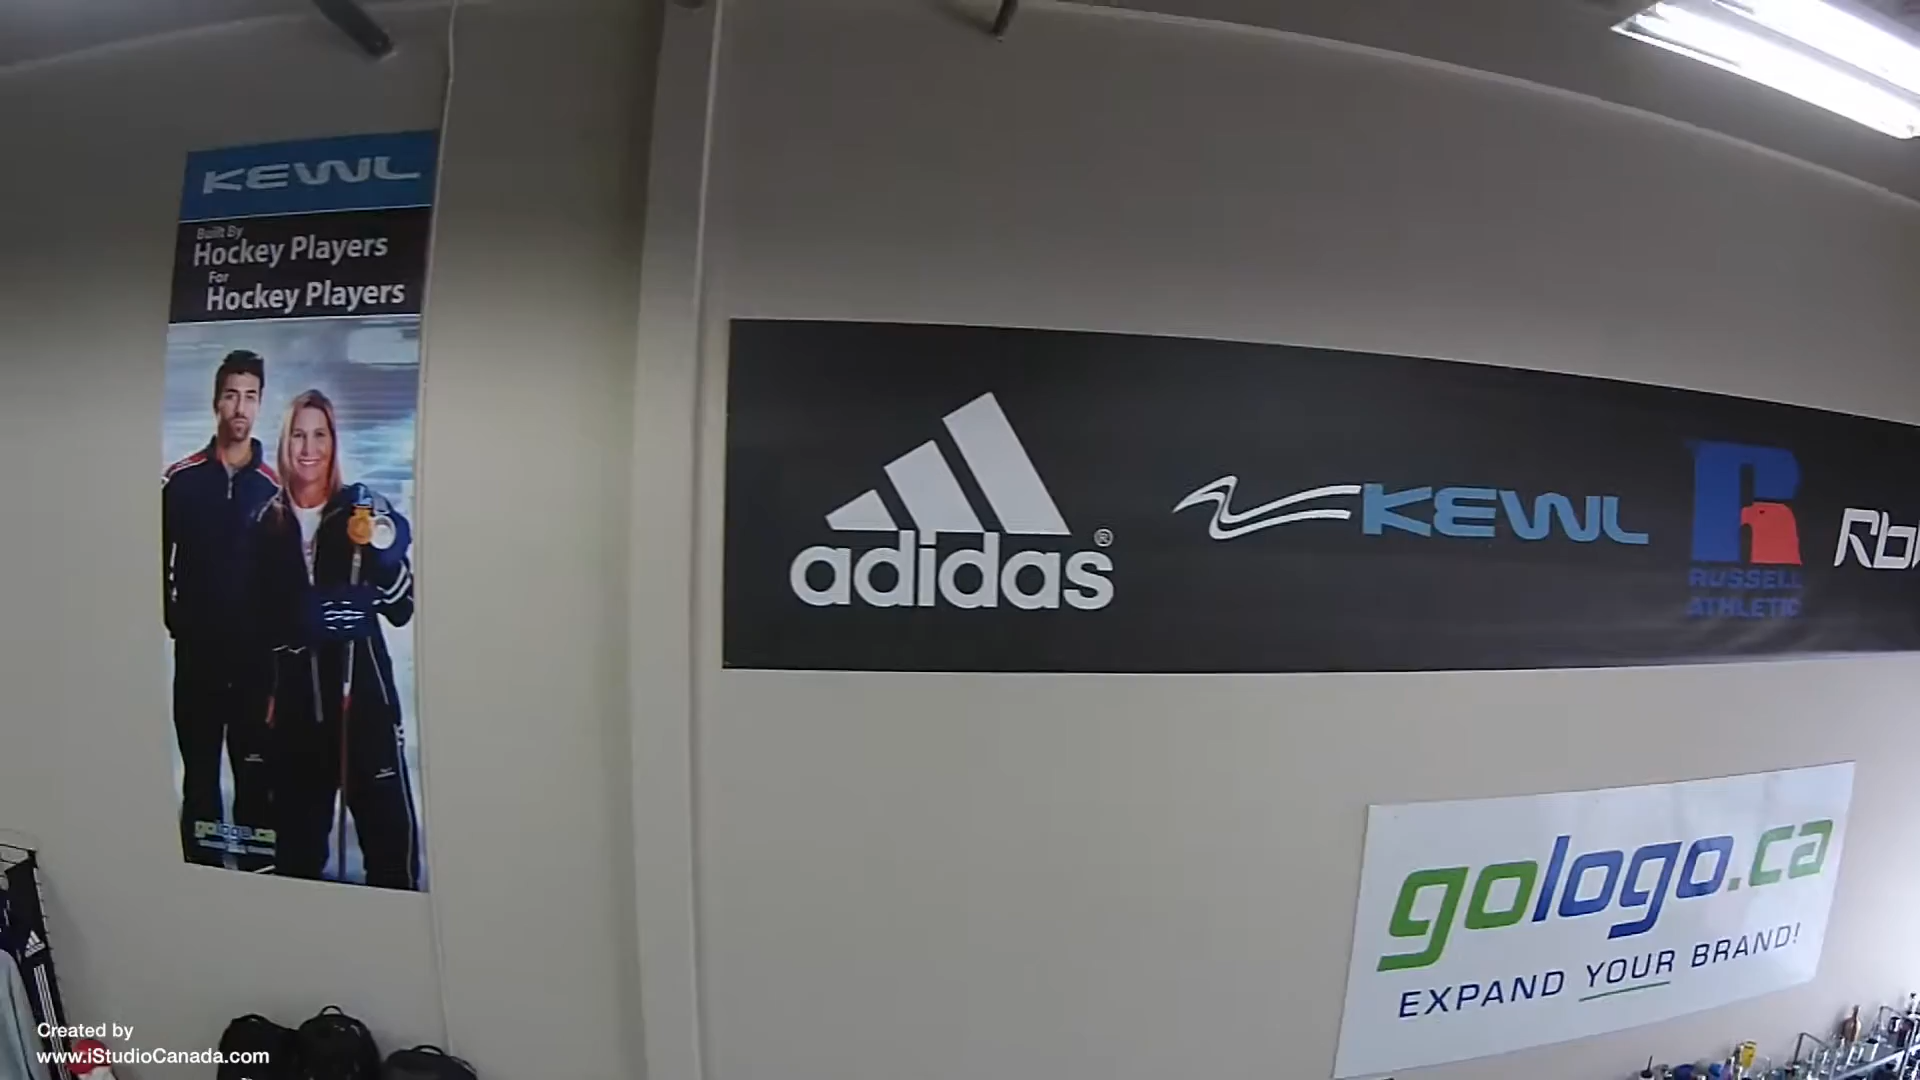 KEWL
Built By
Hockey Players
For
Hockey Players
gologo.ca
adidas®
KEWL
R
RUSSELL
ATHLETIC
gologo.ca
EXPAND YOUR BRAND!
Created by
www.iStudioCanada.com